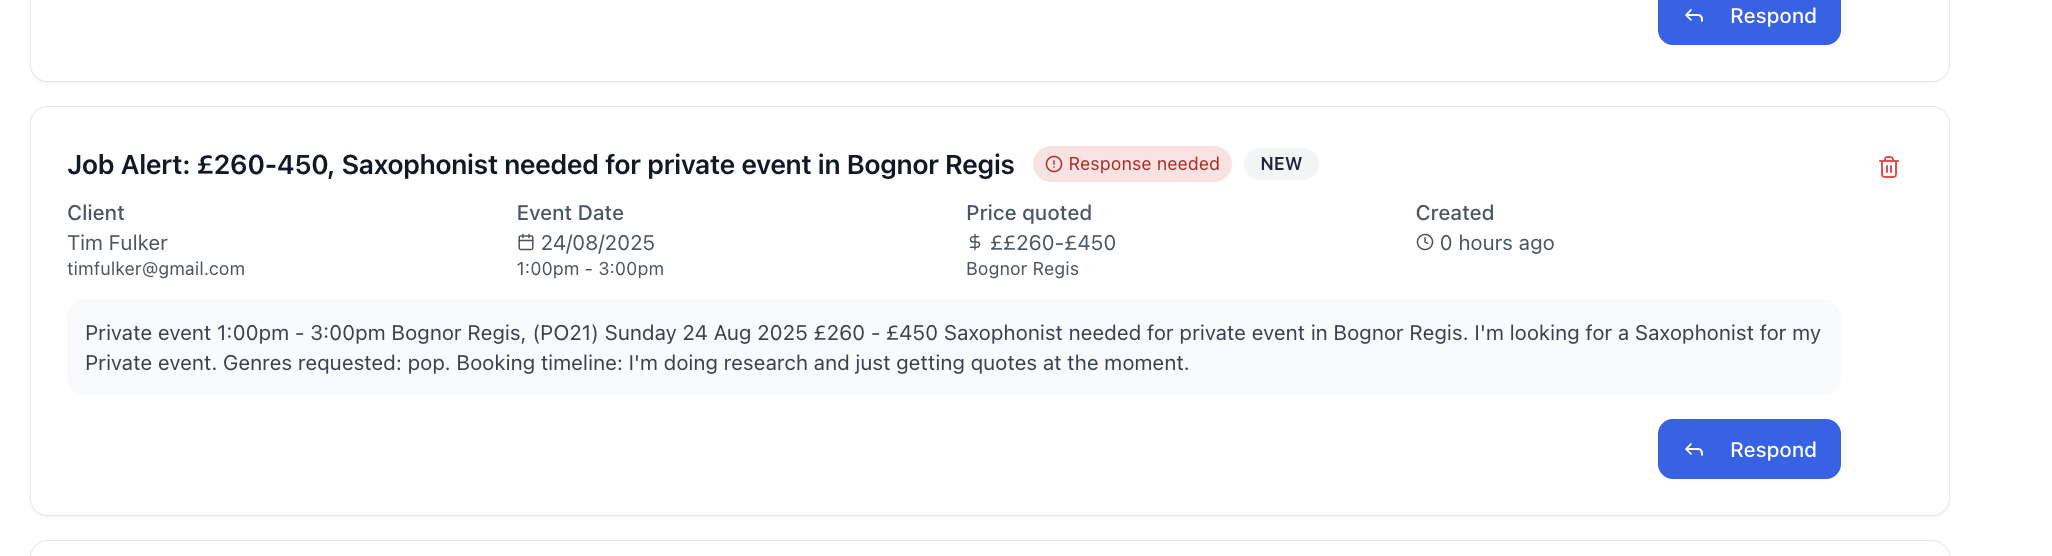 Respond
Job Alert: £260-450, Saxophonist needed for private event in Bognor Regis
Response needed
NEW
Client
Event Date
Price quoted
Created
Tim Fulker
24/08/2025
$ ££260-£450
0 hours ago
timfulker@gmail.com
1:00pm - 3:00pm
Bognor Regis
Private event 1:00pm - 3:00pm Bognor Regis, (PO21) Sunday 24 Aug 2025 £260 - £450 Saxophonist needed for private event in Bognor Regis. I'm looking for a Saxophonist for my
Private event. Genres requested: pop. Booking timeline: I'm doing research and just getting quotes at the moment.
Respond